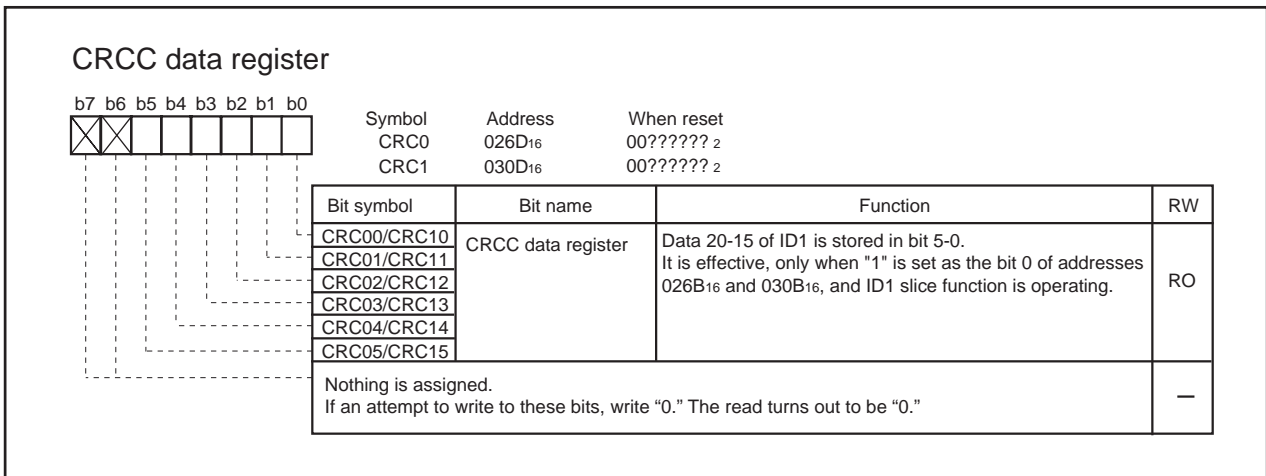 CRCC data register
b7 b6 b5 b4 b3 b2 b1 b0
Symbol Address When reset
CRC0 026D16 00?????? 2
CRC1 030D16 00?????? 2
Bit symbol Bit name Function RW
CRC00/CRC10 CRCC data register Data 20-15 of ID1 is stored in bit 5-0.
CRC01/CRC11 It is effective, only when "1" is set as the bit 0 of addresses
CRC02/CRC12 026B16 and 030B16, and ID1 slice function is operating. RO
CRC03/CRC13
CRC04/CRC14
CRC05/CRC15
Nothing is assigned.
If an attempt to write to these bits, write “0.” The read turns out to be “0.” —